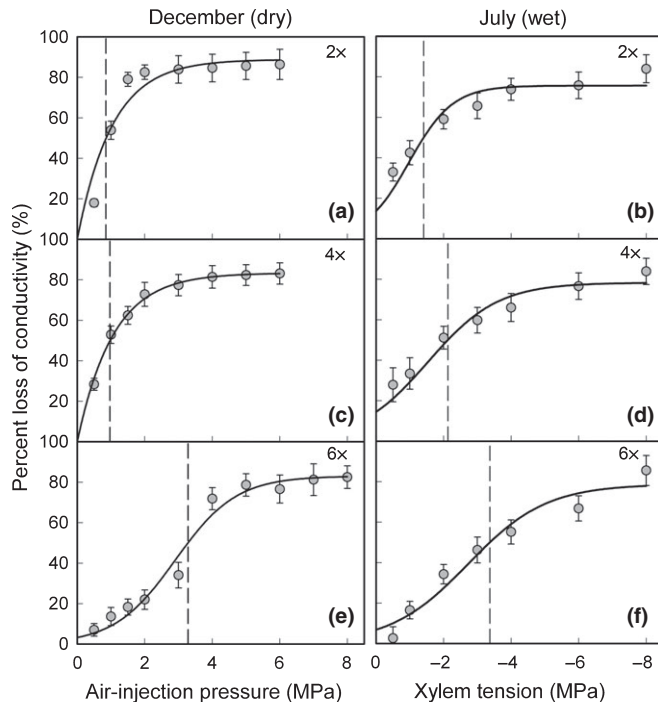 December (dry) July (wet)
Percent loss of conductivity (%)
100
80
60
40
20
2×
(a)
2×
(b)
100
80
60
40
20
4×
(c)
4×
(d)
100
80
60
40
20
0
6×
(e)
6×
(f)
0 2 4 6 8 0 –2 –4 –6 –8
Air-injection pressure (MPa) Xylem tension (MPa)